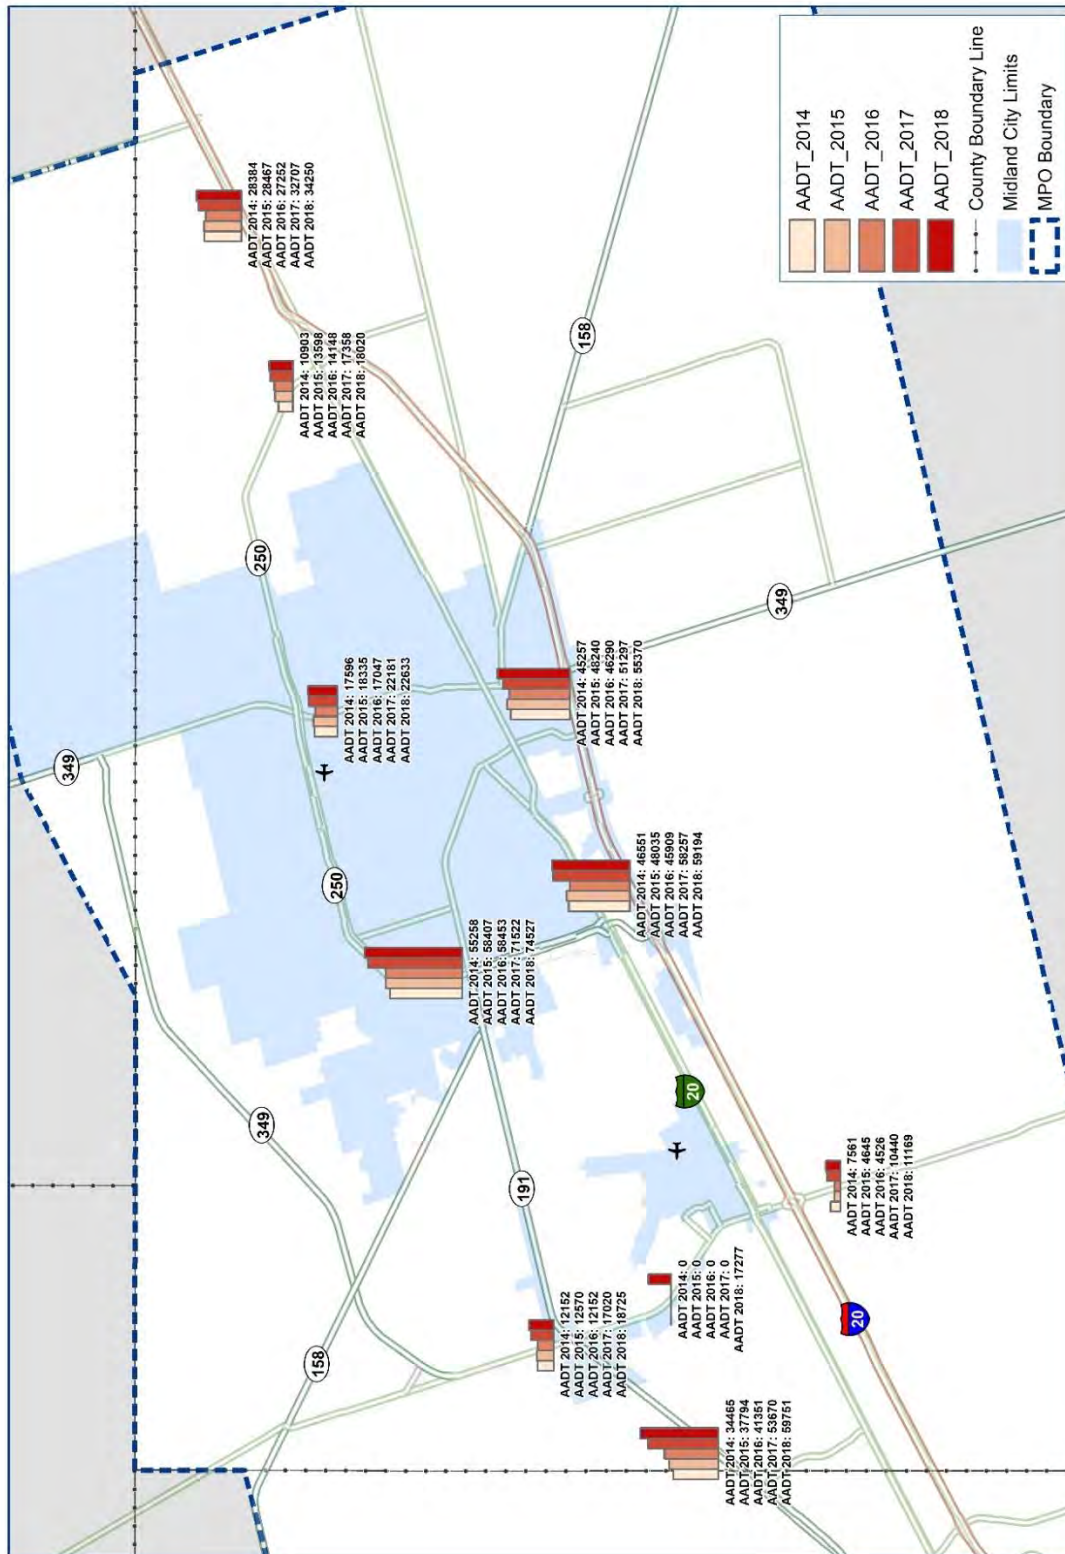 349
250
250
349
158
191
158
349
20
20
AADT 2014: 28384
AADT 2015: 28467
AADT 2016: 27252
AADT 2017: 32707
AADT 2018: 34250
AADT 2014: 10903
AADT 2015: 13598
AADT 2016: 14148
AADT 2017: 17358
AADT 2018: 18020
AADT 2014: 17596
AADT 2015: 18335
AADT 2016: 17047
AADT 2017: 22181
AADT 2018: 22633
AADT 2014: 55258
AADT 2015: 58407
AADT 2016: 58453
AADT 2017: 71522
AADT 2018: 74527
AADT 2014: 45257
AADT 2015: 48240
AADT 2016: 46290
AADT 2017: 51297
AADT 2018: 55370
AADT 2014: 46551
AADT 2015: 48035
AADT 2016: 45909
AADT 2017: 58257
AADT 2018: 59194
AADT 2014: 12152
AADT 2015: 12570
AADT 2016: 12152
AADT 2017: 17020
AADT 2018: 18725
AADT 2014: 0
AADT 2015: 0
AADT 2016: 0
AADT 2017: 0
AADT 2018: 17277
AADT 2014: 7561
AADT 2015: 4645
AADT 2016: 4526
AADT 2017: 10440
AADT 2018: 11169
AADT 2014: 34465
AADT 2015: 37794
AADT 2016: 41351
AADT 2017: 53670
AADT 2018: 59751
AADT_2014
AADT_2015
AADT_2016
AADT_2017
AADT_2018
County Boundary Line
Midland City Limits
MPO Boundary
158